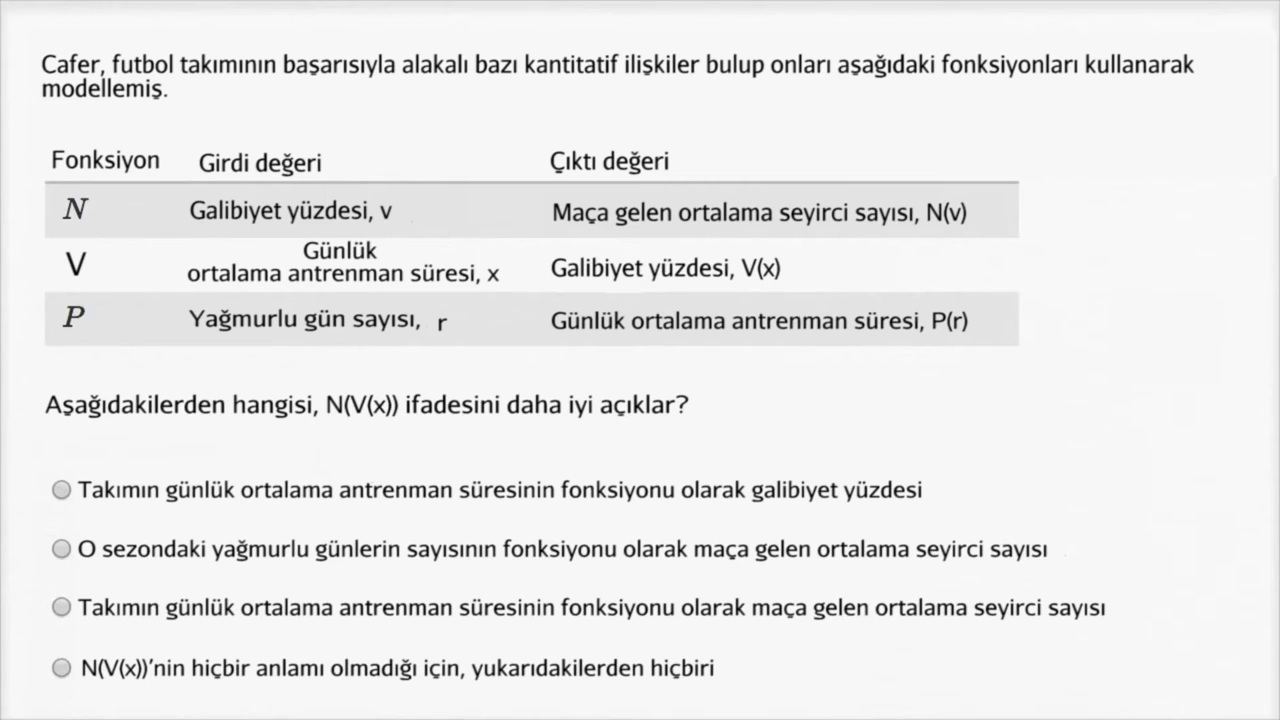 Cafer, futbol takımının başarısıyla alakalı bazı kantitatif ilişkiler bulup onları aşağıdaki fonksiyonları kullanarak
modellemiş.
Fonksiyon Girdi değeri Çıktı değeri
N Galibiyet yüzdesi, v Maça gelen ortalama seyirci sayısı, N(v)
V Günlük
ortalama antrenman süresi, x Galibiyet yüzdesi, V(x)
P Yağmurlu gün sayısı, r Günlük ortalama antrenman süresi, P(r)
Aşağıdakilerden hangisi, N(V(x)) ifadesini daha iyi açıklar?
Takımın günlük ortalama antrenman süresinin fonksiyonu olarak galibiyet yüzdesi
O sezondaki yağmurlu günlerin sayısının fonksiyonu olarak maça gelen ortalama seyirci sayısı
Takımın günlük ortalama antrenman süresinin fonksiyonu olarak maça gelen ortalama seyirci sayısı
N(V(x))'nin hiçbir anlamı olmadığı için, yukarıdakilerden hiçbiri